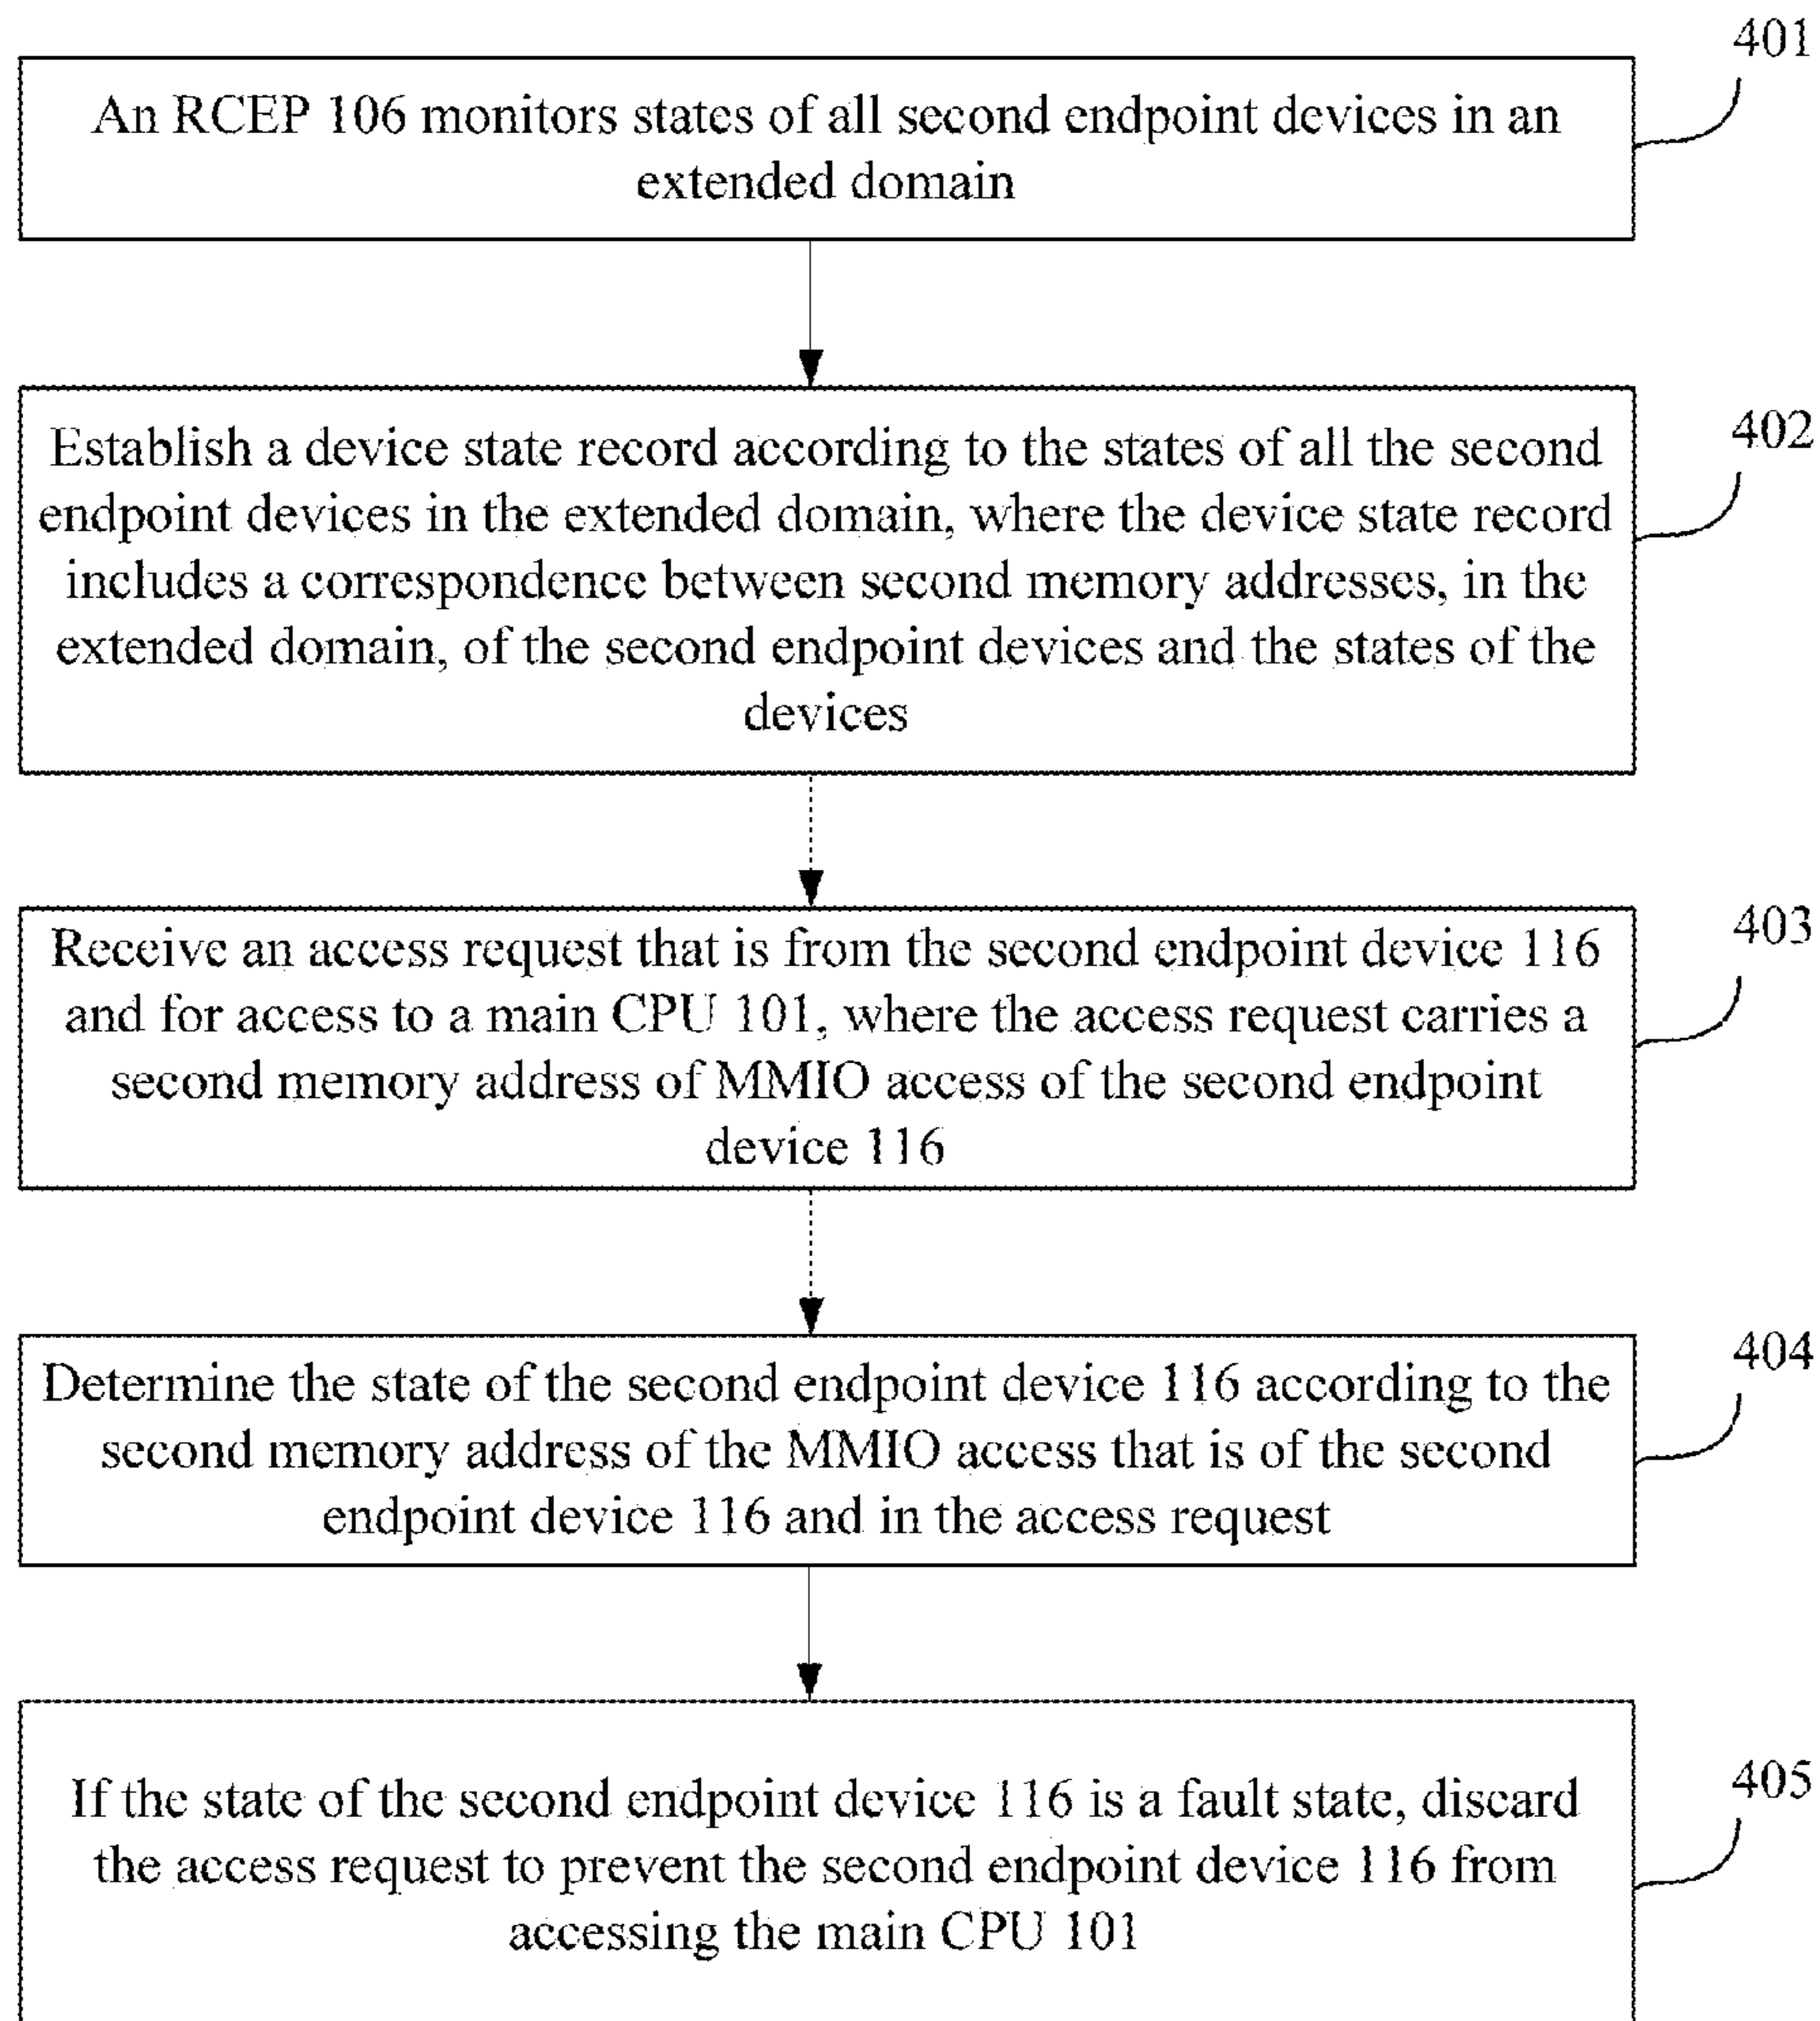 401
An RCEP 106 monitors states of all second endpoint devices in an
extended domain
402
Establish a device state record according to the states of all the second
endpoint devices in the extended domain, where the device state record
includes a correspondence between second memory addresses, in the
extended domain, of the second endpoint devices and the states of the
devices
403
Receive an access request that is from the second endpoint device 116
and for access to a main CPU 101, where the access request carries a
second memory address of MMIO access of the second endpoint
device 116
404
Determine the state of the second endpoint device 116 according to the
second memory address of the MMIO access that is of the second
endpoint device 116 and in the access request
405
If the state of the second endpoint device 116 is a fault state, discard
the access request to prevent the second endpoint device 116 from
accessing the main CPU 101